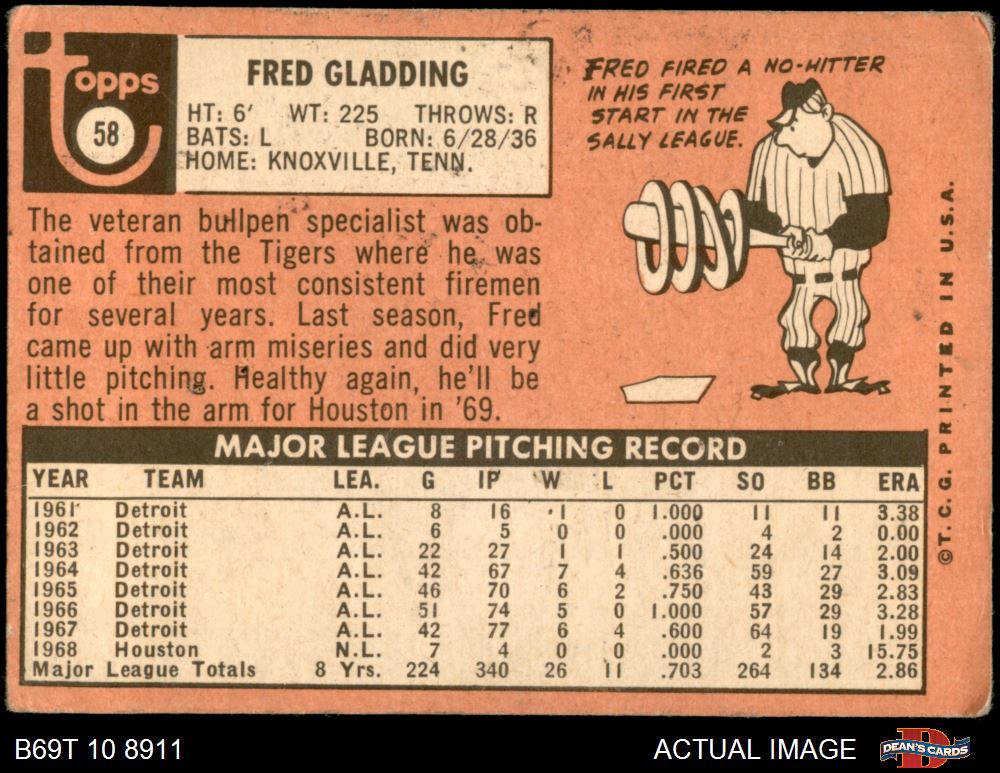 Topps
58
FRED GLADDING
HT: 6' WT: 225 THROWS: R
BATS: L BORN: 6/28/36
HOME: KNOXVILLE, TENN.
FRED FIRED A NO-HITTER
IN HIS FIRST
START IN THE
SALLY LEAGUE.
The veteran bullpen specialist was ob-
tained from the Tigers where he was
one of their most consistent firemen
for several years. Last season, Fred
came up with arm miseries and did very
little pitching. Healthy again, he'll be
a shot in the arm for Houston in '69.
MAJOR LEAGUE PITCHING RECORD
YEAR TEAM LEA. G IP W L PCT SO BB ERA
1961 Detroit A.L. 8 16 1 0 1.000 11 11 3.38
1962 Detroit A.L. 6 5 0 0 .000 4 2 0.00
1963 Detroit A.L. 22 27 1 1 .500 24 14 2.00
1964 Detroit A.L. 42 67 7 4 .636 59 27 3.09
1965 Detroit A.L. 46 70 6 2 .750 43 29 2.83
1966 Detroit A.L. 51 74 5 0 1.000 57 29 3.28
1967 Detroit A.L. 42 77 6 4 .600 64 19 1.99
1968 Houston N.L. 7 4 0 0 .000 2 3 15.75
Major League Totals 8 Yrs. 224 340 26 11 .703 264 134 2.86
©T. C. G. PRINTED IN U.S.A.
B69T 10 8911
ACTUAL IMAGE
DEAN'S CARDS